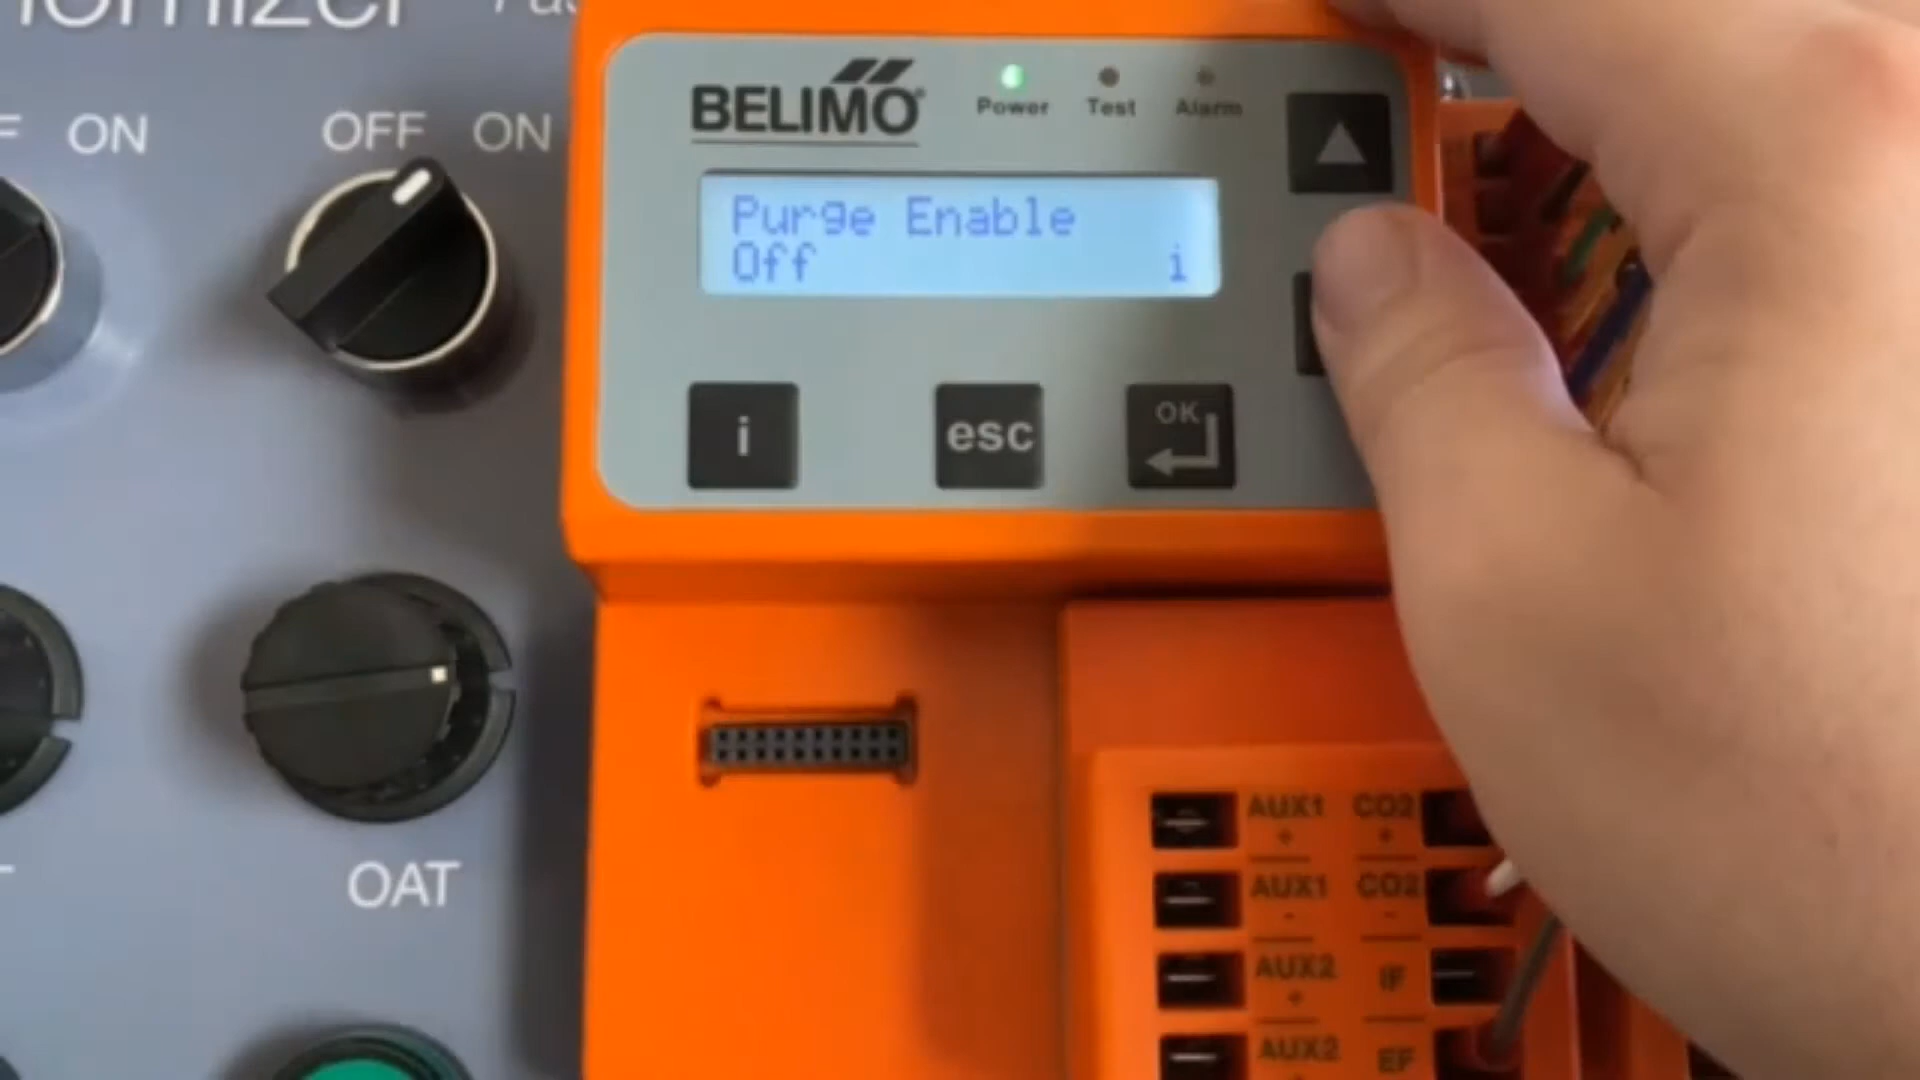 ON
OFF ON
BELIMO
Power Test Alarm
Purge Enable
Off i
i esc OK
OAT
AUX1 CO2
+ +
AUX1 CO2
- -
AUX2 IF
+
AUX2 EF